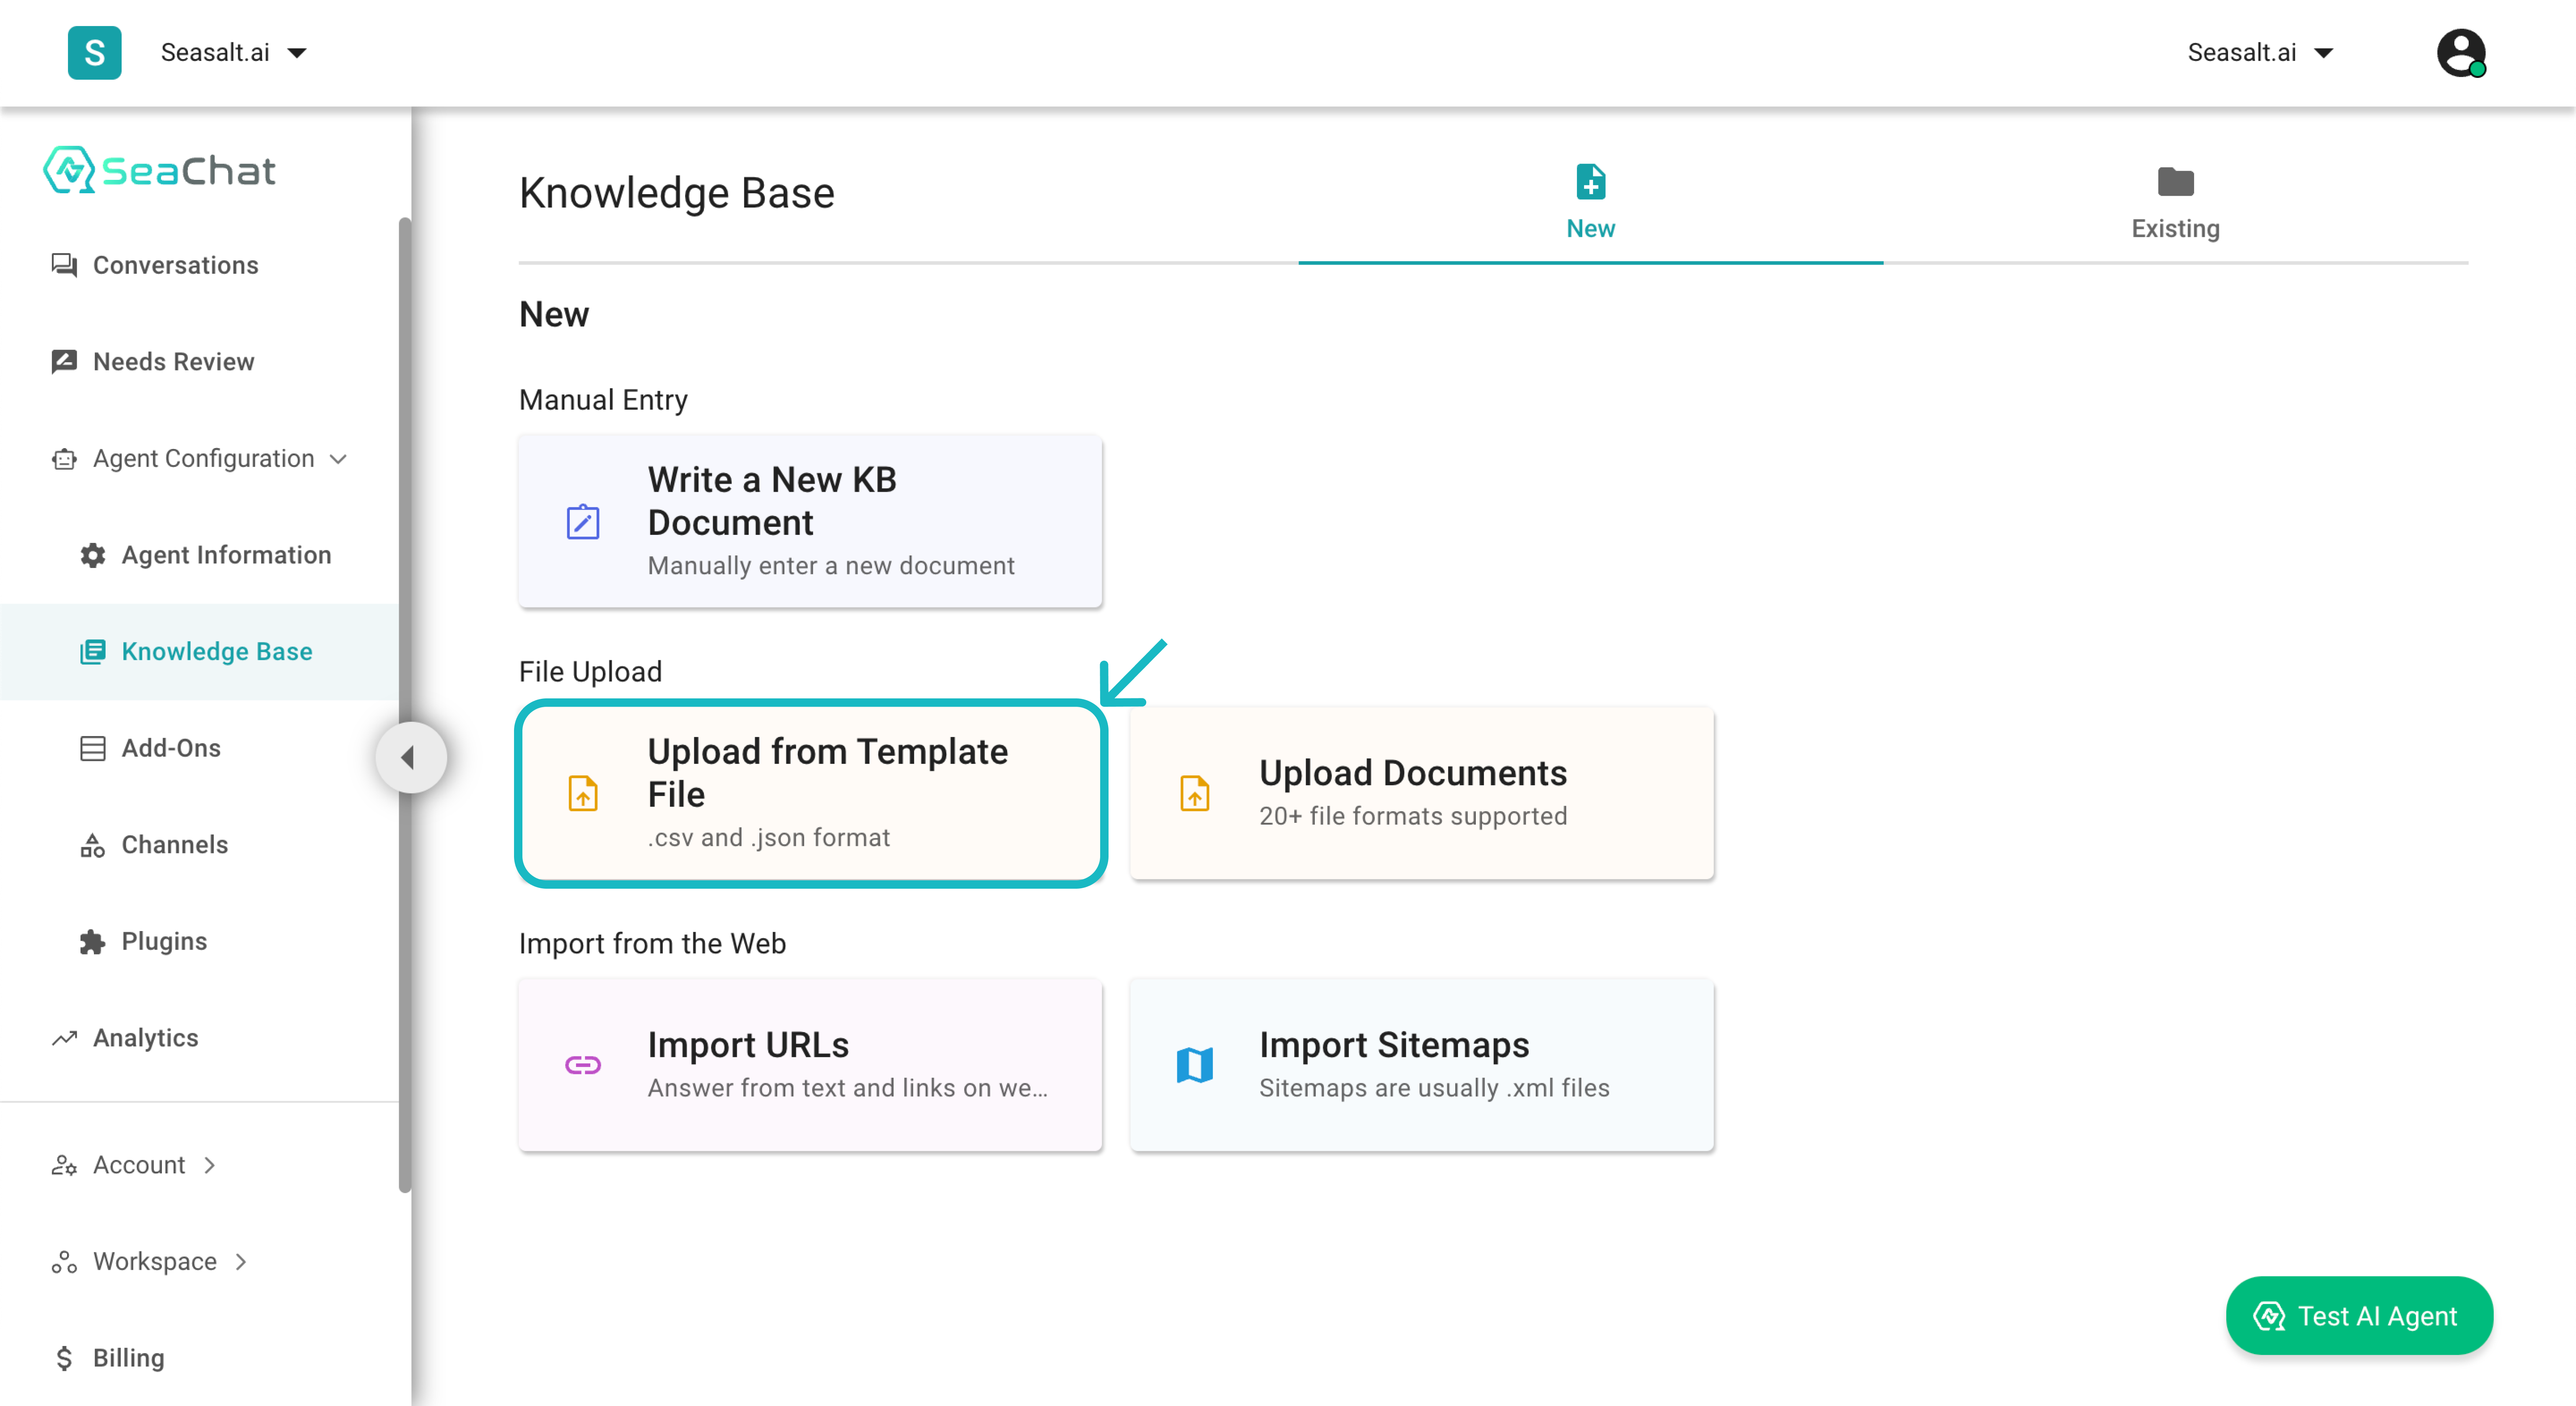 S
Seasalt.ai
Seasalt.ai
SeaChat
Conversations
Needs Review
Agent Configuration
Agent Information
Knowledge Base
Add-Ons
Channels
Plugins
Analytics
Account
Workspace
Billing
Knowledge Base
New
Existing
New
Manual Entry
Write a New KB
Document
Manually enter a new document
File Upload
Upload from Template
File
.csv and .json format
Upload Documents
20+ file formats supported
Import from the Web
Import URLs
Answer from text and links on we...
Import Sitemaps
Sitemaps are usually .xml files
Test AI Agent